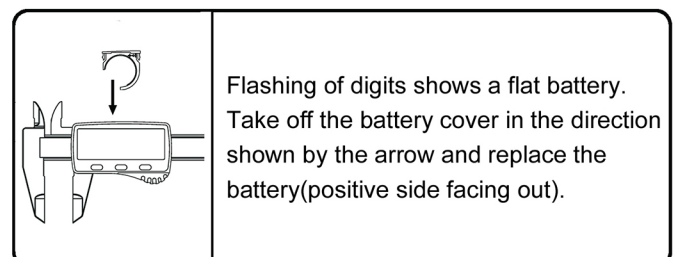 Flashing of digits shows a flat battery.
Take off the battery cover in the direction
shown by the arrow and replace the
battery(positive side facing out).